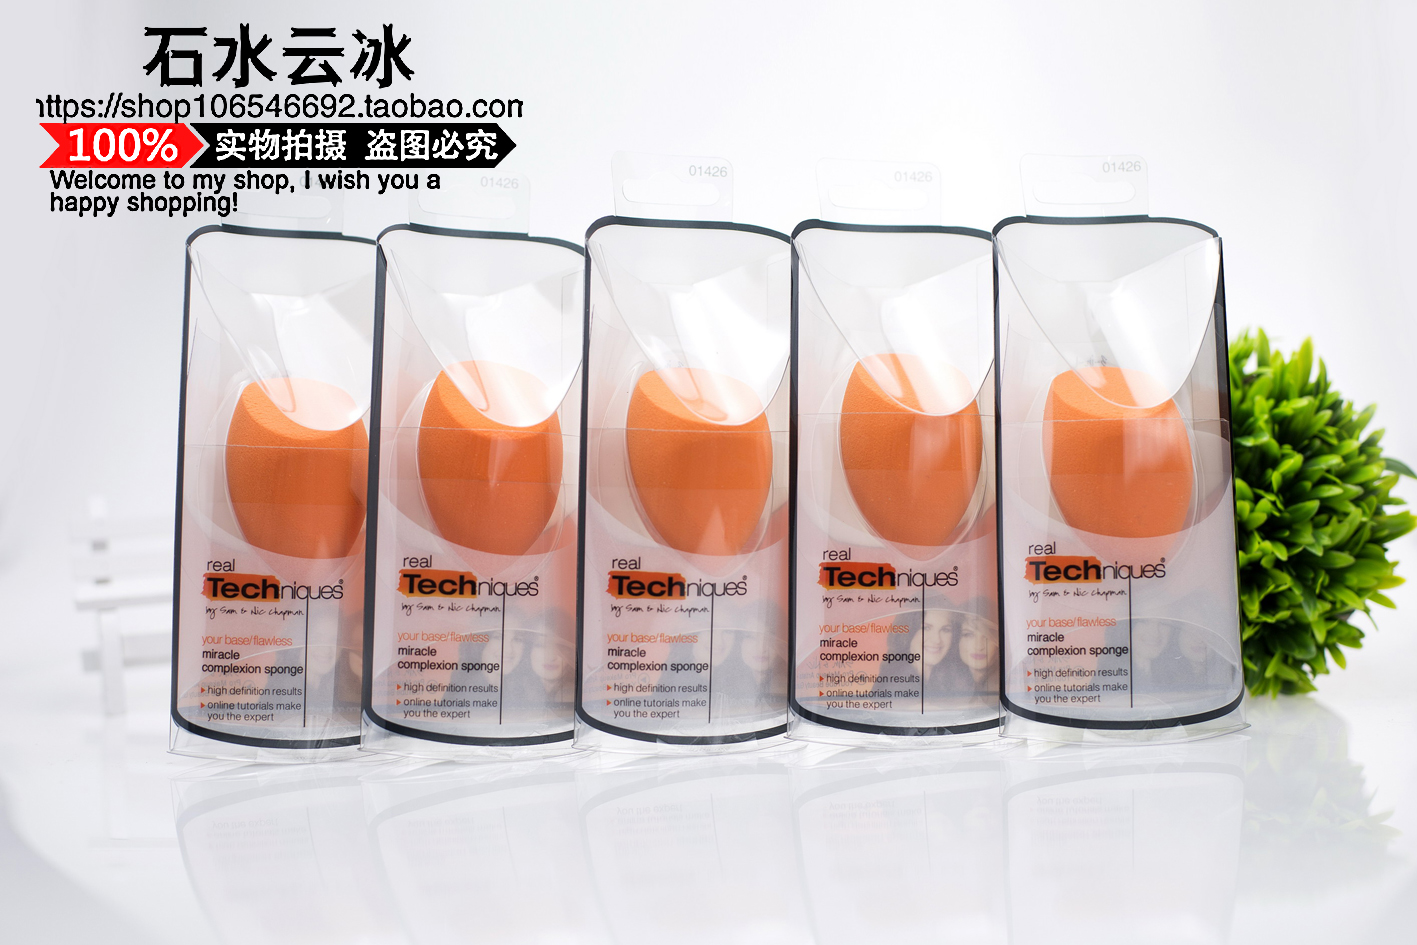 石水云冰
https://shop106546692.taobao.com
100% 实物拍摄 盗图必究
Welcome to my shop, I wish you a
happy shopping!
01426
01426
01426
01426
real
Techniques®
by Sam & Nic Chapman
your base/flawless
miracle
complexion sponge
high definition results
online tutorials make
you the expert
real
Techniques®
by Sam & Nic Chapman
your base/flawless
miracle
complexion sponge
high definition results
online tutorials make
you the expert
real
Techniques®
by Sam & Nic Chapman
your base/flawless
miracle
complexion sponge
high definition results
online tutorials make
you the expert
real
Techniques®
by Sam & Nic Chapman
your base/flawless
miracle
complexion sponge
high definition results
online tutorials make
you the expert
real
Techniques®
by Sam & Nic Chapman
your base/flawless
miracle
complexion sponge
high definition results
online tutorials make
you the expert